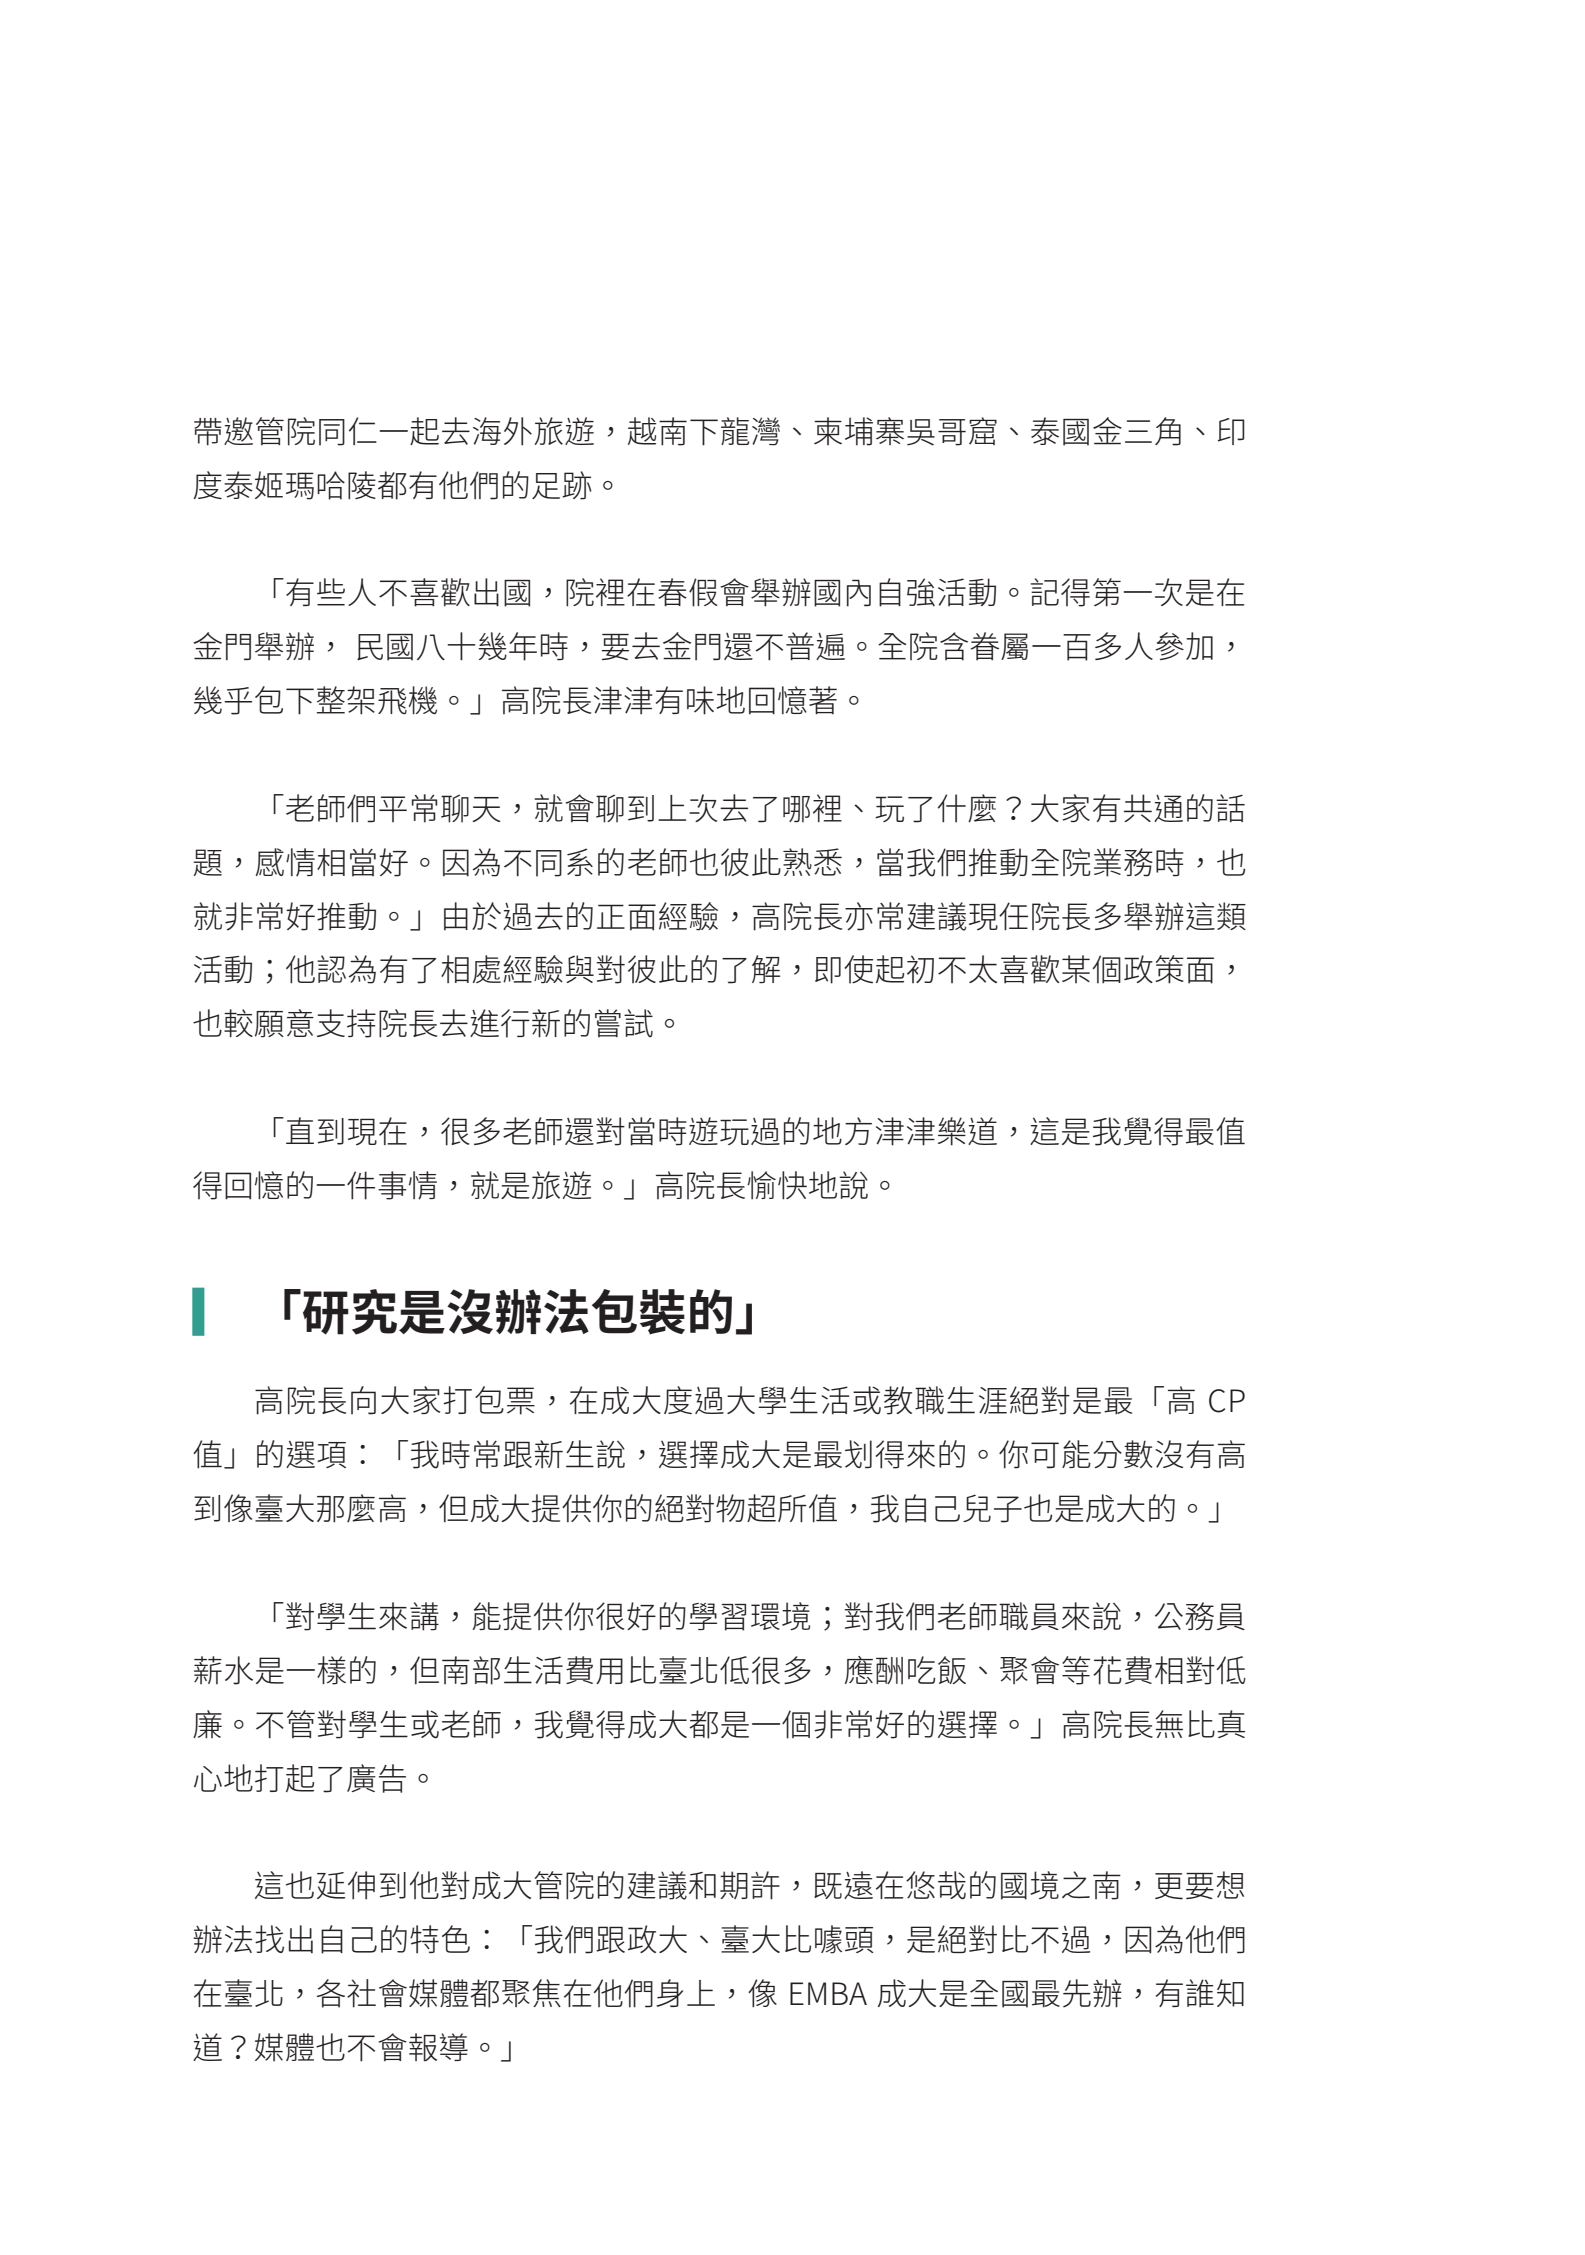 帶邀管院同仁一起去海外旅遊，越南下龍灣、柬埔寨吳哥窟、泰國金三角、印
度泰姬瑪哈陵都有他們的足跡。
「有些人不喜歡出國，院裡在春假會舉辦國內自強活動。記得第一次是在
金門舉辦， 民國八十幾年時，要去金門還不普遍。全院含眷屬一百多人參加，
幾乎包下整架飛機。」高院長津津有味地回憶著。
「老師們平常聊天，就會聊到上次去了哪裡、玩了什麼？大家有共通的話
題，感情相當好。因為不同系的老師也彼此熟悉，當我們推動全院業務時，也
就非常好推動。」由於過去的正面經驗，高院長亦常建議現任院長多舉辦這類
活動；他認為有了相處經驗與對彼此的了解，即使起初不太喜歡某個政策面，
也較願意支持院長去進行新的嘗試。
「直到現在，很多老師還對當時遊玩過的地方津津樂道，這是我覺得最值
得回憶的一件事情，就是旅遊。」高院長愉快地說。
「研究是沒辦法包裝的」
高院長向大家打包票，在成大度過大學生活或教職生涯絕對是最「高 CP
值」的選項：「我時常跟新生說，選擇成大是最划得來的。你可能分數沒有高
到像臺大那麼高，但成大提供你的絕對物超所值，我自己兒子也是成大的。」
「對學生來講，能提供你很好的學習環境；對我們老師職員來說，公務員
薪水是一樣的，但南部生活費用比臺北低很多，應酬吃飯、聚會等花費相對低
廉。不管對學生或老師，我覺得成大都是一個非常好的選擇。」高院長無比真
心地打起了廣告。
這也延伸到他對成大管院的建議和期許，既遠在悠哉的國境之南，更要想
辦法找出自己的特色：「我們跟政大、臺大比噱頭，是絕對比不過，因為他們
在臺北，各社會媒體都聚焦在他們身上，像 EMBA 成大是全國最先辦，有誰知
道？媒體也不會報導。」